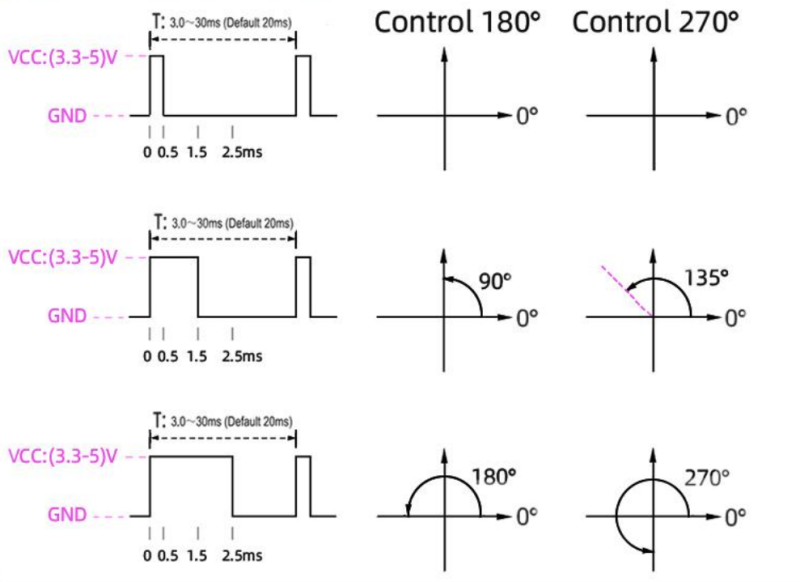 T: 3.0~30ms (Default 20ms)
Control 180°
Control 270°
VCC:(3.3-5)V
GND
0°
0°
0 0.5 1.5 2.5ms
T: 3.0~30ms (Default 20ms)
VCC:(3.3-5)V
90°
135°
GND
0°
0°
0 0.5 1.5 2.5ms
T: 3.0~30ms (Default 20ms)
VCC:(3.3-5)V
180°
270°
GND
0°
0°
0 0.5 1.5 2.5ms